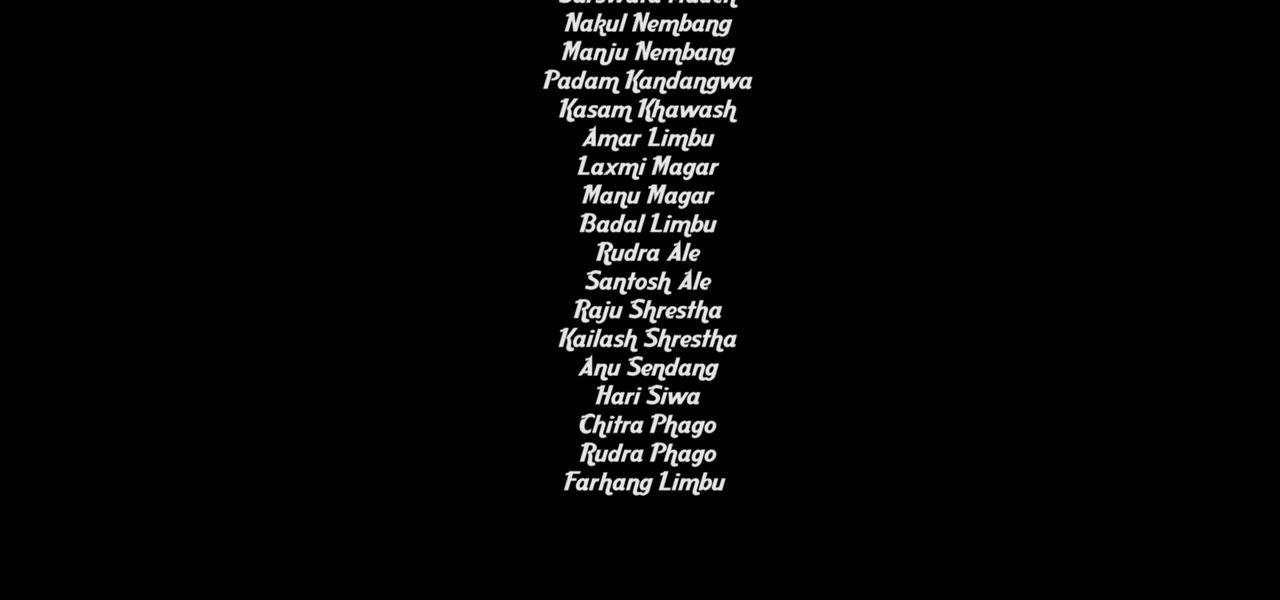 Nakul Nembang
Manju Nembang
Padam Kandangwa
Kasam Khawash
Amar Limbu
Laxmi Magar
Manu Magar
Badal Limbu
Rudra Ale
Santosh Ale
Raju Shrestha
Kailash Shrestha
Anu Sendang
Hari Siwa
Chitra Phago
Rudra Phago
Farhang Limbu